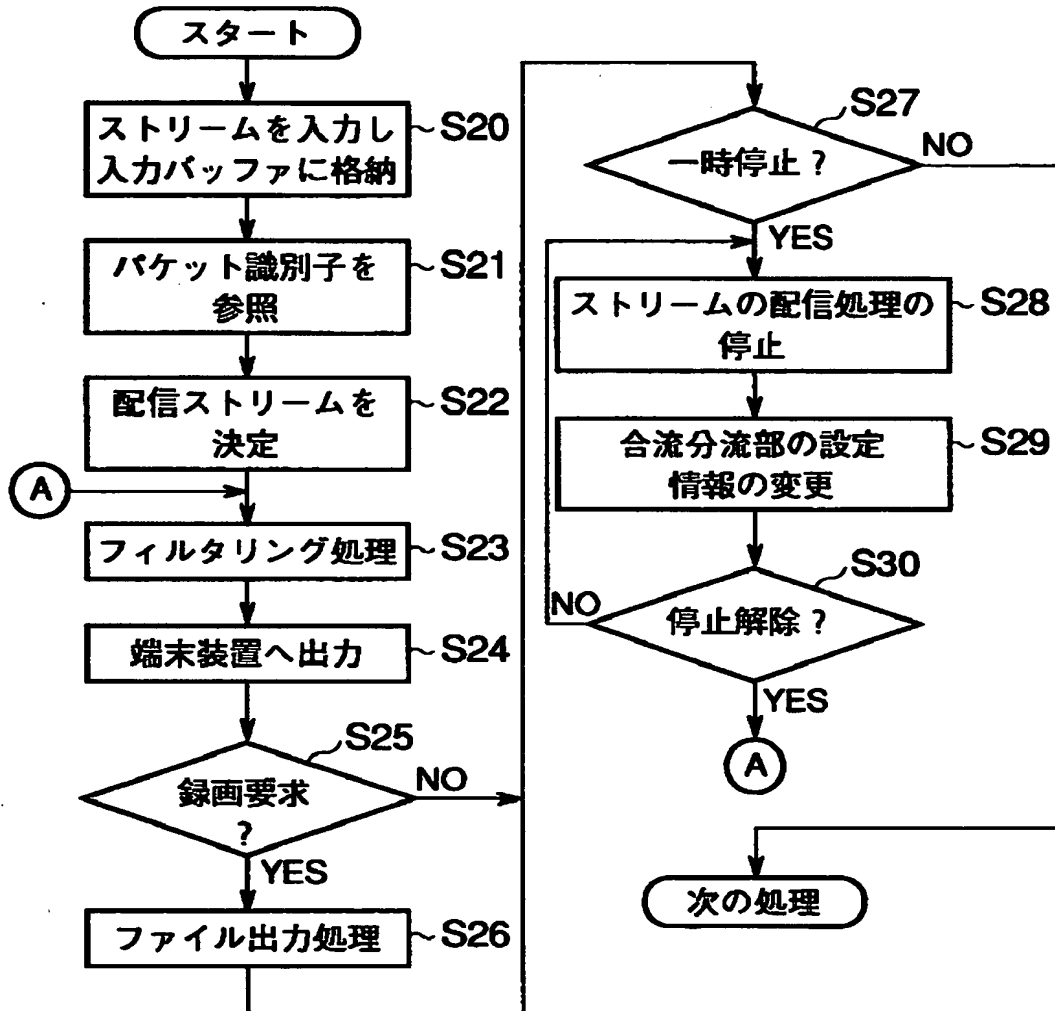 スタート
ストリームを入力し
入力バッファに格納
S20
パケット識別子を
参照
S21
配信ストリームを
決定
S22
A
フィルタリング処理
S23
端末装置へ出力
S24
S25
録画要求
?
NO
YES
ファイル出力処理
S26
S27
一時停止?
NO
YES
ストリームの配信処理の
停止
S28
合流分流部の設定
情報の変更
S29
S30
停止解除?
NO
YES
A
次の処理